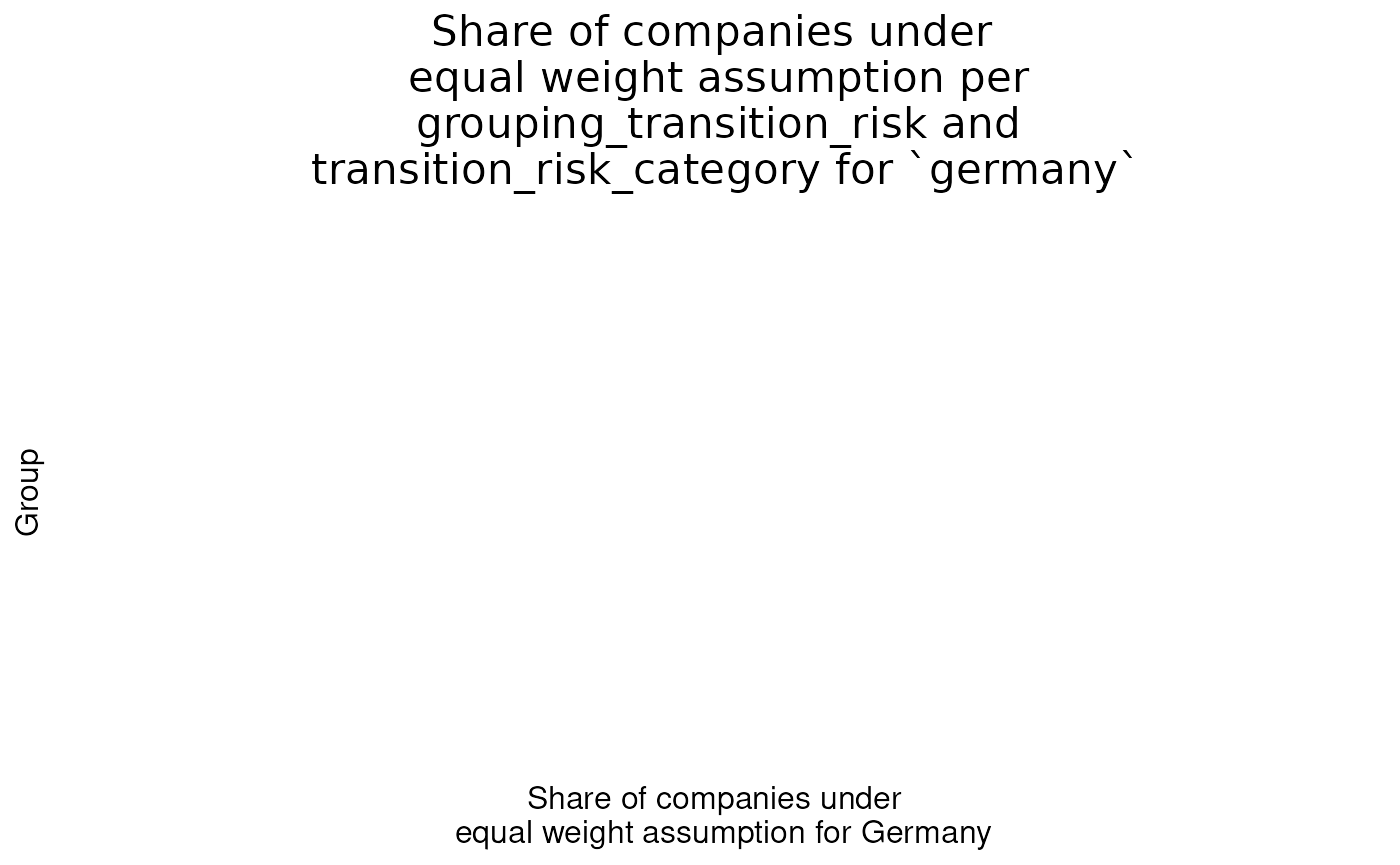 Share of companies under
equal weight assumption per
grouping_transition_risk and
transition_risk_category for `germany`
Group
Share of companies under
equal weight assumption for Germany